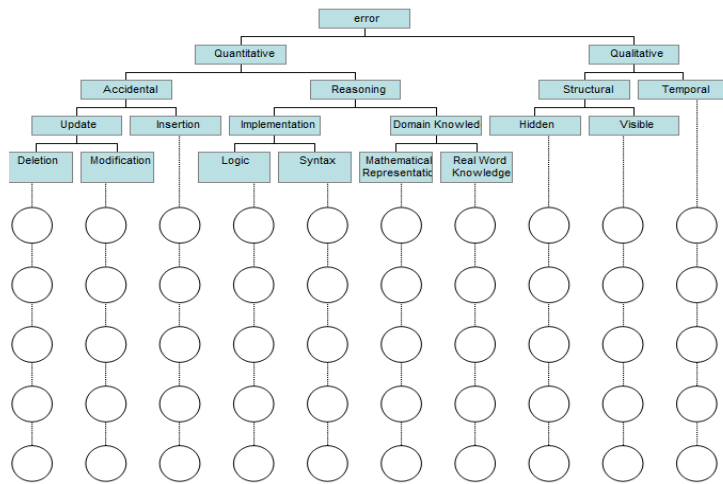 error
Quantitative
Qualitative
Accidental
Reasoning
Structural
Temporal
Update
Insertion
Implementation
Domain Knowled
Hidden
Visible
Deletion
Modification
Logic
Syntax
Mathematical
Representatic
Real Word
Knowledge